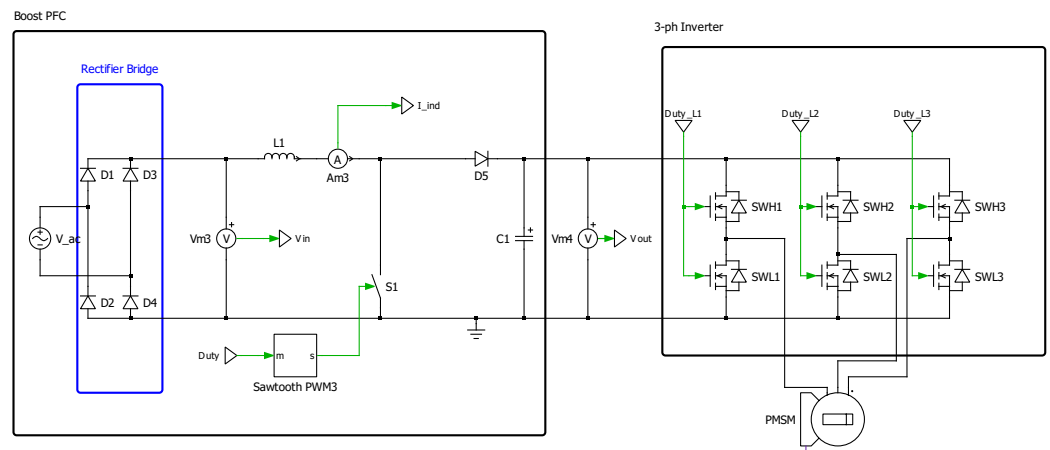 Boost PFC
3-ph Inverter
Rectifier Bridge
I_ind
Duty_L1
Duty_L2
Duty_L3
L1
A
Am3
D1
D3
D5
SWH1
SWH2
SWH3
V_ac
Vm3
V
Vin
C1
+
Vm4
V
Vout
S1
D2
D4
SWL1
SWL2
SWL3
Duty
m
s
Sawtooth PWM3
PMSM